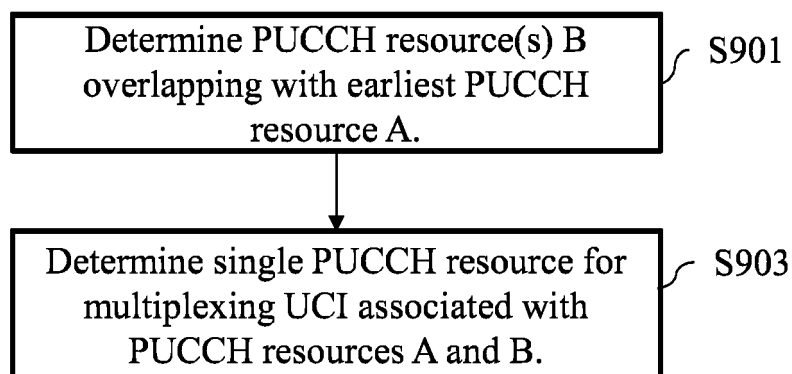 Determine PUCCH resource(s) B
overlapping with earliest PUCCH
resource A.
S901
Determine single PUCCH resource for
multiplexing UCI associated with
PUCCH resources A and B.
S903